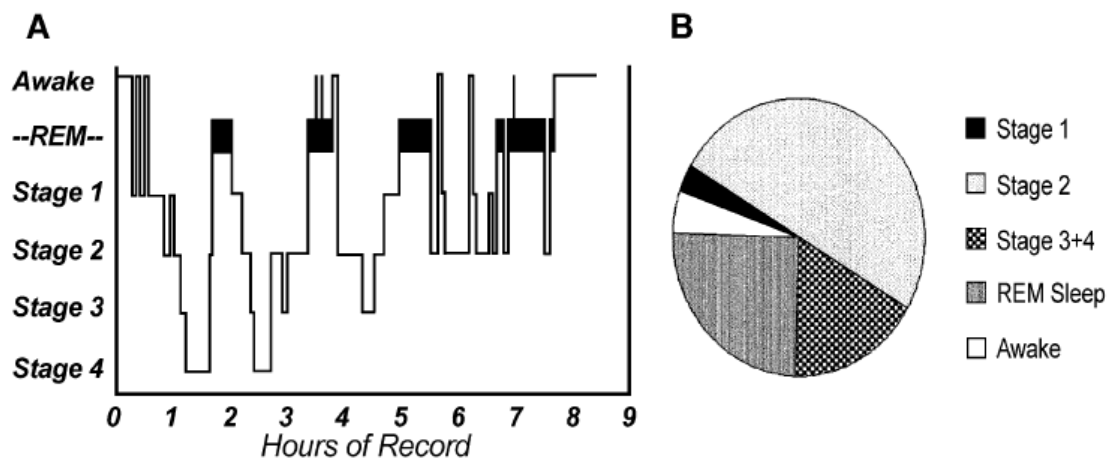 A
Awake
--REM--
Stage 1
Stage 2
Stage 3
Stage 4
0 1 2 3 4 5 6 7 8 9
Hours of Record
B
Stage 1
Stage 2
Stage 3+4
REM Sleep
Awake